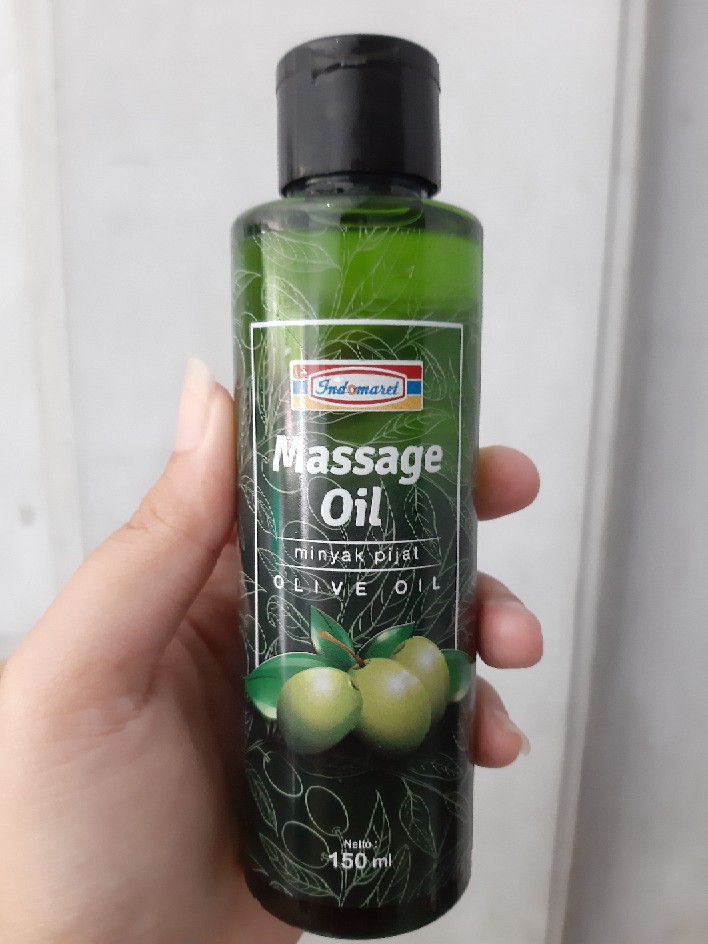 Indomaret
Massage
Oil
minyak pijat
OLIVE OIL
Netto :
150 ml